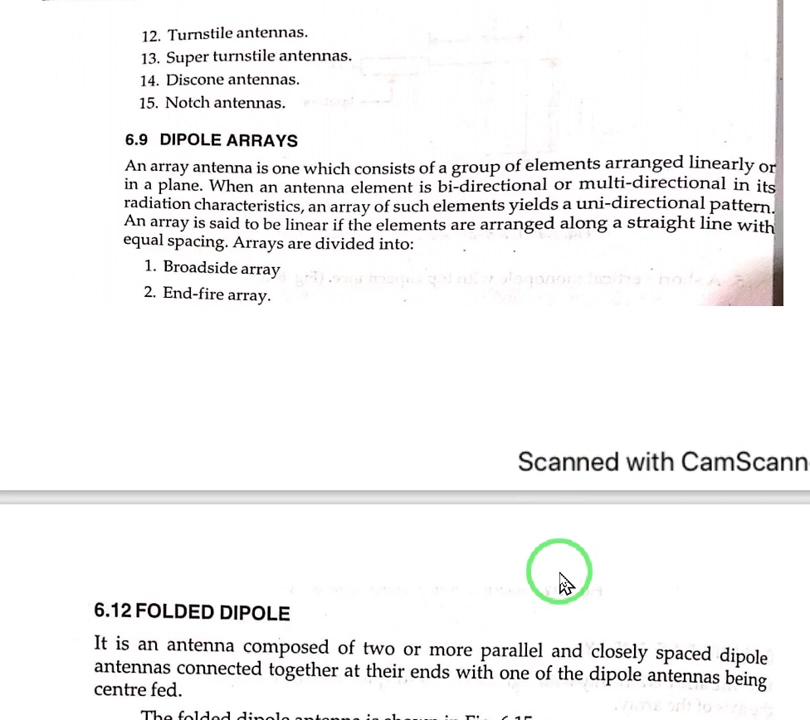 12. Turnstile antennas.
13. Super turnstile antennas.
14. Discone antennas.
15. Notch antennas.
6.9 DIPOLE ARRAYS
An array antenna is one which consists of a group of elements arranged linearly or
in a plane. When an antenna element is bi-directional or multi-directional in its
radiation characteristics, an array of such elements yields a uni-directional pattern.
An array is said to be linear if the elements are arranged along a straight line with
equal spacing. Arrays are divided into:
1. Broadside array
2. End-fire array.
Scanned with CamScann
6.12 FOLDED DIPOLE
It is an antenna composed of two or more parallel and closely spaced dipole
antennas connected together at their ends with one of the dipole antennas being
centre fed.
The folded dipole antenna is shown in Fig. 6.15